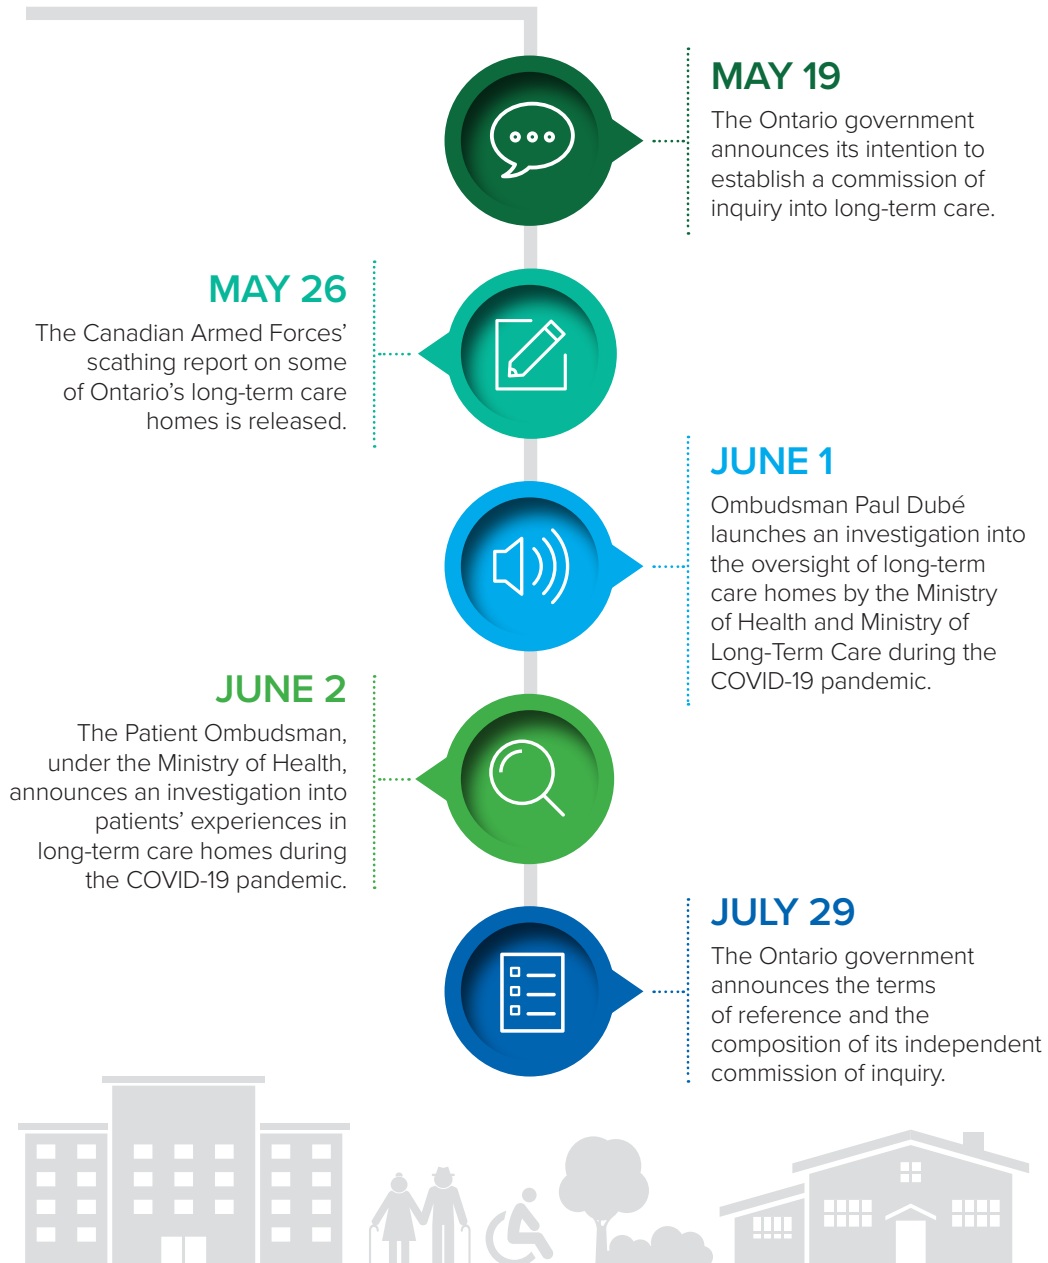 MAY 19
The Ontario government
announces its intention to
establish a commission of
inquiry into long-term care.
MAY 26
The Canadian Armed Forces’
scathing report on some
of Ontario’s long-term care
homes is released.
JUNE 1
Ombudsman Paul Dubé
launches an investigation into
the oversight of long-term
care homes by the Ministry
of Health and Ministry of
Long-Term Care during the
COVID-19 pandemic.
JUNE 2
The Patient Ombudsman,
under the Ministry of Health,
announces an investigation into
patients’ experiences in
long-term care homes during
the COVID-19 pandemic.
JULY 29
The Ontario government
announces the terms
of reference and the
composition of its independent
commission of inquiry.